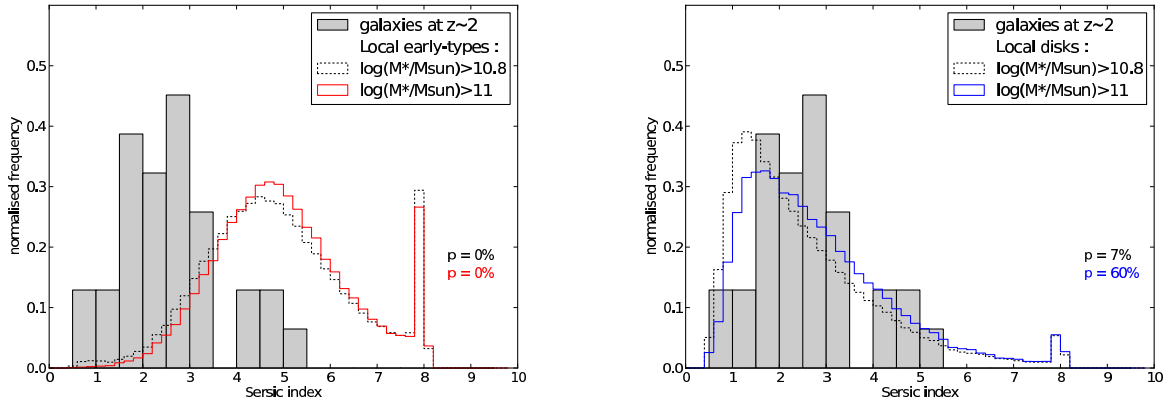 galaxies at z~2
Local early-types :
log(M*/Msun)>10.8
log(M*/Msun)>11
normalised frequency
0.5
0.4
0.3
0.2
0.1
0.0
p = 0%
p = 0%
0 1 2 3 4 5 6 7 8 9 10
Sersic index
galaxies at z~2
Local disks :
log(M*/Msun)>10.8
log(M*/Msun)>11
normalised frequency
0.5
0.4
0.3
0.2
0.1
0.0
p = 7%
p = 60%
0 1 2 3 4 5 6 7 8 9 10
Sersic index